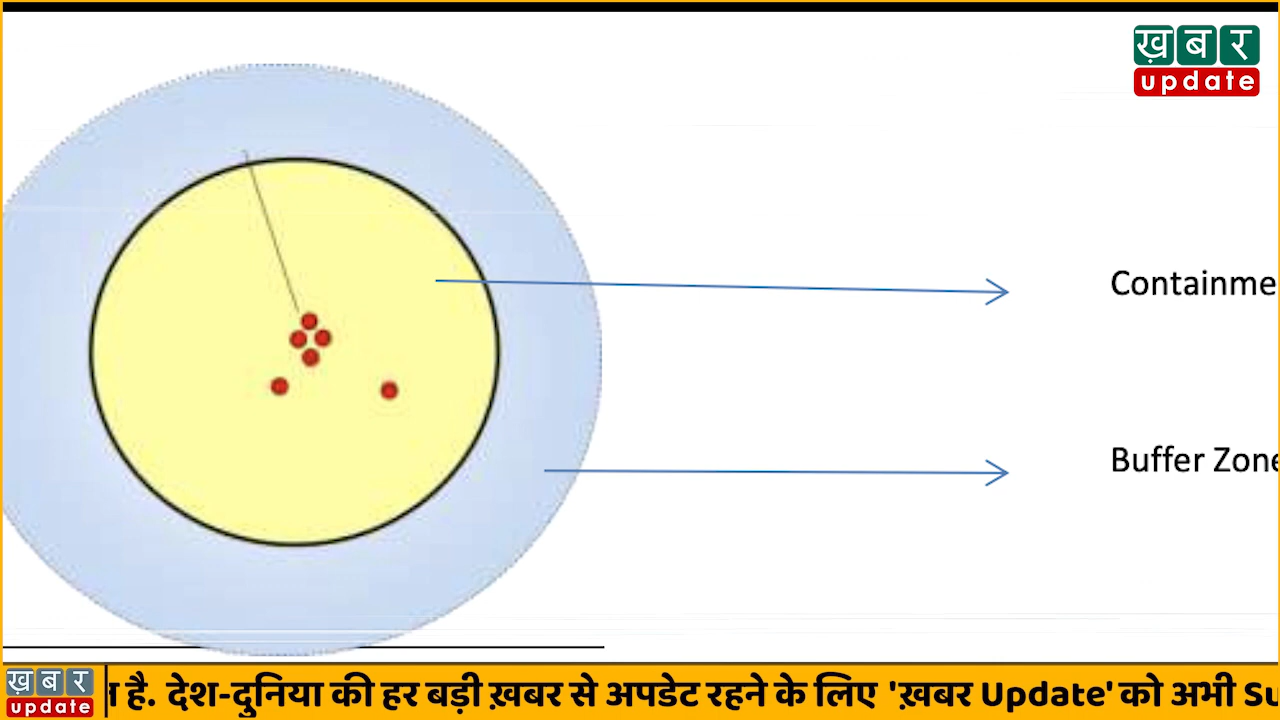 ख़बर
update
Containme
Buffer Zone
ख़बर
update
है. देश-दुनिया की हर बड़ी ख़बर से अपडेट रहने के लिए 'ख़बर Update' को अभी Su